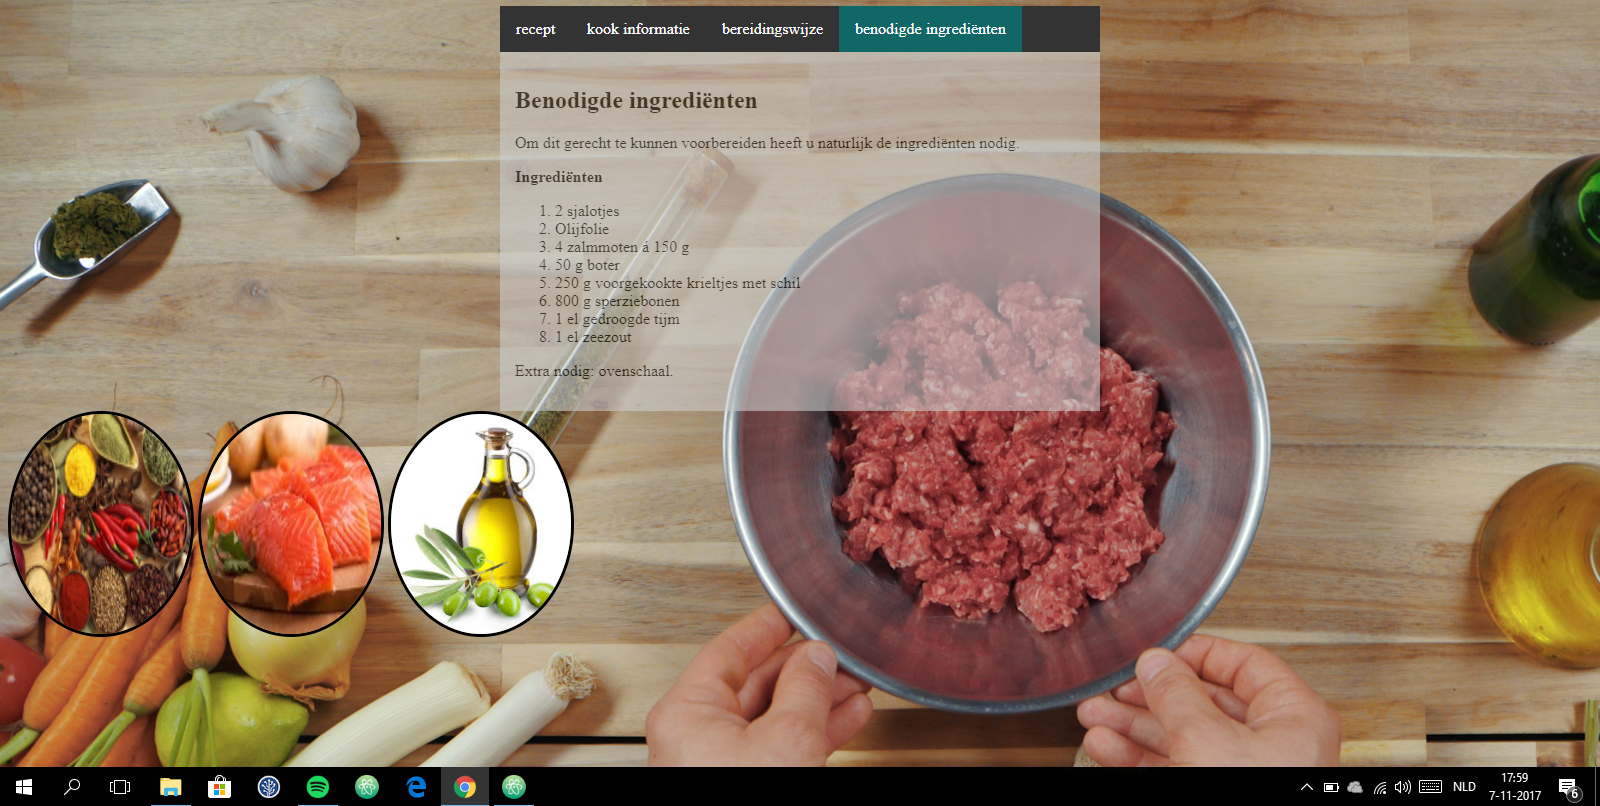 recept kook informatie bereidingswijze benodigde ingrediënten
Benodigde ingrediënten
Om dit gerecht te kunnen voorbereiden heeft u naturlijk de ingrediënten nodig.
Ingrediënten
1. 2 sjalotjes
2. Olijfolie
3. 4 zalmmoten á 150 g
4. 50 g boter
5. 250 g voorgekookte krieltjes met schil
6. 800 g sperziebonen
7. 1 el gedroogde tijm
8. 1 el zeezout
Extra nodig: ovenschaal.
NLD
17:59
7-11-2017
6